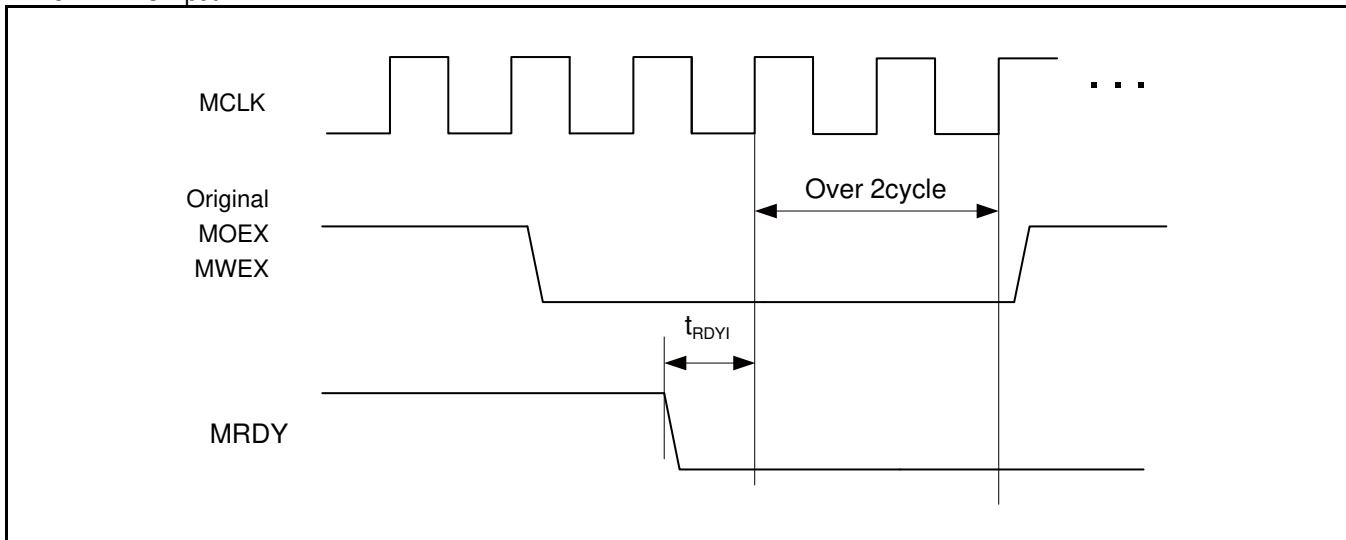 MCLK
. . .
Original
MOEX
MWEX
Over 2cycle
tRDYI
MRDY